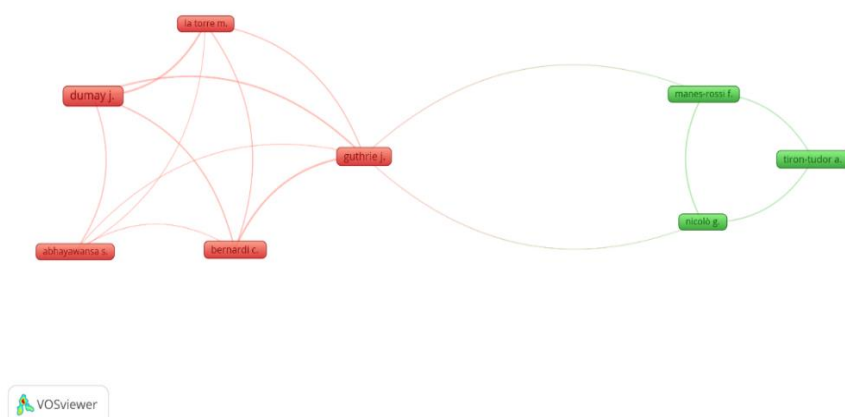 la torre m.
dumay j.
manes-rossi f.
guthrie j.
tiron-tudor a.
nicolò g.
abhayawansa s.
bernardi c.
VOSviewer